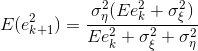 E(e_{k+1}^2) = \frac{\sigma_\eta^2(Ee_k^2 + \sigma_\xi^2)}{Ee_k^2 + \sigma_\xi^2 + \sigma_\eta^2}